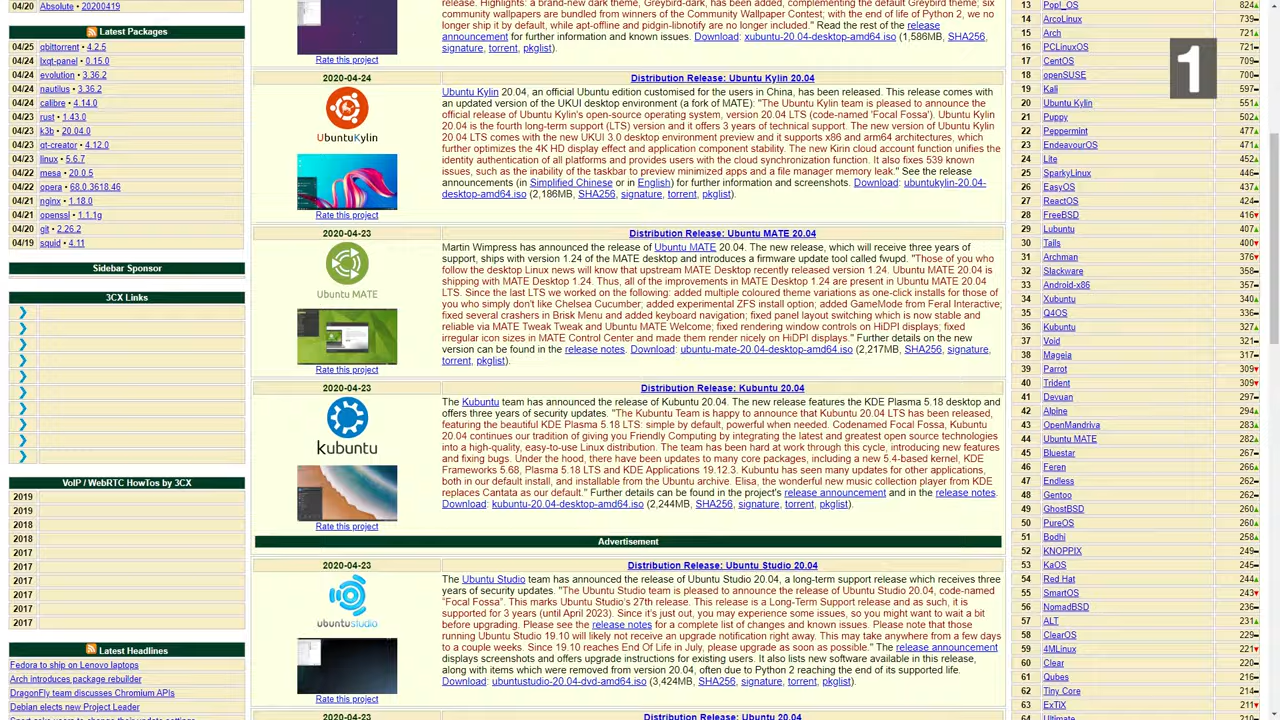 04/20 Absolute • 20200419
Latest Packages
04/25 qbittorrent • 4.2.5
04/24 lxqt-panel • 0.15.0
04/24 evolution • 3.36.2
04/24 nautilus • 3.36.2
04/24 calibre • 4.14.0
04/23 rust • 1.43.0
04/23 k3b • 20.04.0
04/23 qt-creator • 4.12.0
04/23 linux • 5.6.7
04/22 mesa • 20.0.5
04/22 opera • 68.0.3618.46
04/21 nginx • 1.18.0
04/21 openssl • 1.1.1g
04/20 git • 2.26.2
04/19 squid • 4.11
Sidebar Sponsor
3CX Links
VoIP / WebRTC HowTos by 3CX
2019
2019
2018
2018
2017
2017
2017
2017
2017
2017
Latest Headlines
Fedora to ship on Lenovo laptops
Arch introduces package rebuilder
DragonFly team discusses Chromium APIs
Debian elects new Project Leader
release. Highlights: a brand-new dark theme, Greybird-dark, has been added, complementing the default Greybird theme; six
community wallpapers are bundled from winners of the Community Wallpaper Contest; with the end of life of Python 2, we no
longer ship it by default, while apt-offline and pidgin-libnotify are no longer included." Read the rest of the release
announcement for further information and known issues. Download: xubuntu-20.04-desktop-amd64.iso (1,586MB, SHA256,
signature, torrent, pkglist).
Rate this project
2020-04-24
Distribution Release: Ubuntu Kylin 20.04
UbuntuKylin
Rate this project
Ubuntu Kylin 20.04, an official Ubuntu edition customised for the users in China, has been released. This release comes with
an updated version of the UKUI desktop environment (a fork of MATE): "The Ubuntu Kylin team is pleased to announce the
official release of Ubuntu Kylin's open-source operating system, version 20.04 LTS (code-named 'Focal Fossa'). Ubuntu Kylin
20.04 is the fourth long-term support (LTS) version and it offers 3 years of technical support. The new version of Ubuntu Kylin
20.04 LTS comes with the new UKUI 3.0 desktop environment preview and it supports x86 and arm64 architectures, which
further optimizes the 4K HD display effect and application component stability. The new Kirin cloud account function unifies the
identity authentication of all platforms and provides users with the cloud synchronization function. It also fixes 539 known
issues, such as the inability of the taskbar to preview minimized apps and a file manager memory leak." See the release
announcements (in Simplified Chinese or in English) for further information and screenshots. Download: ubuntukylin-20.04-
desktop-amd64.iso (2,186MB, SHA256, signature, torrent, pkglist).
2020-04-23
Distribution Release: Ubuntu MATE 20.04
UBUNTU MATE
Rate this project
Martin Wimpress has announced the release of Ubuntu MATE 20.04. The new release, which will receive three years of
support, ships with version 1.24 of the MATE desktop and introduces a firmware update tool called fwupd. "Those of you who
follow the desktop Linux news will know that upstream MATE Desktop recently released version 1.24. Ubuntu MATE 20.04 is
shipping with MATE Desktop 1.24. Thus, all of the improvements in MATE Desktop 1.24 are present in Ubuntu MATE 20.04
LTS. Since the last LTS we worked on the following: added multiple coloured theme variations as one-click installs for those of
you who simply don't like Chelsea Cucumber; added experimental ZFS install option; added GameMode from Feral Interactive;
fixed several crashers in Brisk Menu and added keyboard navigation; fixed panel layout switching which is now stable and
reliable via MATE Tweak Tweak and Ubuntu MATE Welcome; fixed rendering window controls on HiDPI displays; fixed
irregular icon sizes in MATE Control Center and made them render nicely on HiDPI displays." Further details on the new
version can be found in the release notes. Download: ubuntu-mate-20.04-desktop-amd64.iso (2,217MB, SHA256, signature,
torrent, pkglist).
2020-04-23
Distribution Release: Kubuntu 20.04
kubuntu
Rate this project
The Kubuntu team has announced the release of Kubuntu 20.04. The new release features the KDE Plasma 5.18 desktop and
offers three years of security updates. "The Kubuntu Team is happy to announce that Kubuntu 20.04 LTS has been released,
featuring the beautiful KDE Plasma 5.18 LTS: simple by default, powerful when needed. Codenamed Focal Fossa, Kubuntu
20.04 continues our tradition of giving you Friendly Computing by integrating the latest and greatest open source technologies
into a high-quality, easy-to-use Linux distribution. The team has been hard at work through this cycle, introducing new features
and fixing bugs. Under the hood, there have been updates to many core packages, including a new 5.4-based kernel, KDE
Frameworks 5.68, Plasma 5.18 LTS and KDE Applications 19.12.3. Kubuntu has seen many updates for other applications,
both in our default install, and installable from the Ubuntu archive. Elisa, the wonderful new music collection player from KDE
replaces Cantata as our default." Further details can be found in the project's release announcement and in the release notes.
Download: kubuntu-20.04-desktop-amd64.iso (2,244MB, SHA256, signature, torrent, pkglist).
Advertisement
2020-04-23
Distribution Release: Ubuntu Studio 20.04
ubuntustudio
Rate this project
The Ubuntu Studio team has announced the release of Ubuntu Studio 20.04, a long-term support release which receives three
years of security updates. "The Ubuntu Studio team is pleased to announce the release of Ubuntu Studio 20.04, code-named
"Focal Fossa". This marks Ubuntu Studio's 27th release. This release is a Long-Term Support release and as such, it is
supported for 3 years (until April 2023). Since it's just out, you may experience some issues, so you might want to wait a bit
before upgrading. Please see the release notes for a complete list of changes and known issues. Please note that those
running Ubuntu Studio 19.10 will likely not receive an upgrade notification right away. This may take anywhere from a few days
to a couple weeks. Since 19.10 reaches End Of Life in July, please upgrade as soon as possible." The release announcement
displays screenshots and offers upgrade instructions for existing users. It also lists new software available in this release,
along with items which were removed from version 20.04, often due to Python 2 reaching the end of its supported life.
Download: ubuntustudio-20.04-dvd-amd64.iso (3,424MB, SHA256, signature, torrent, pkglist).
Distribution Release: Ubuntu 20.04
13 Pop!_OS 824
14 ArcoLinux 739
15 Arch 721
16 PCLinuxOS 721
17 CentOS 709
18 openSUSE 700
19 Kali 597
20 Ubuntu Kylin 551
21 Puppy 502
22 Peppermint 477
23 EndeavourOS 471
24 Lite 452
25 SparkyLinux 446
26 EasyOS 437
27 ReactOS 424
28 FreeBSD 416
29 Lubuntu 407
30 Tails 400
31 Archman 376
32 Slackware 358
33 Android-x86 357
34 Xubuntu 340
35 Q4OS 336
36 Kubuntu 327
37 Void 321
38 Mageia 317
39 Parrot 309
40 Trident 309
41 Devuan 297
42 Alpine 294
43 OpenMandriva 283
44 Ubuntu MATE 282
45 Bluestar 267
46 Feren 266
47 Endless 262
48 Gentoo 262
49 GhostBSD 260
50 PureOS 260
51 Bodhi 258
52 KNOPPIX 249
53 KaOS 245
54 Red Hat 244
55 SmartOS 243
56 NomadBSD 236
57 ALT 231
58 ClearOS 229
59 4MLinux 221
60 Clear 220
61 Qubes 216
62 Tiny Core 214
63 ExTiX 211
64 Ultimate
1